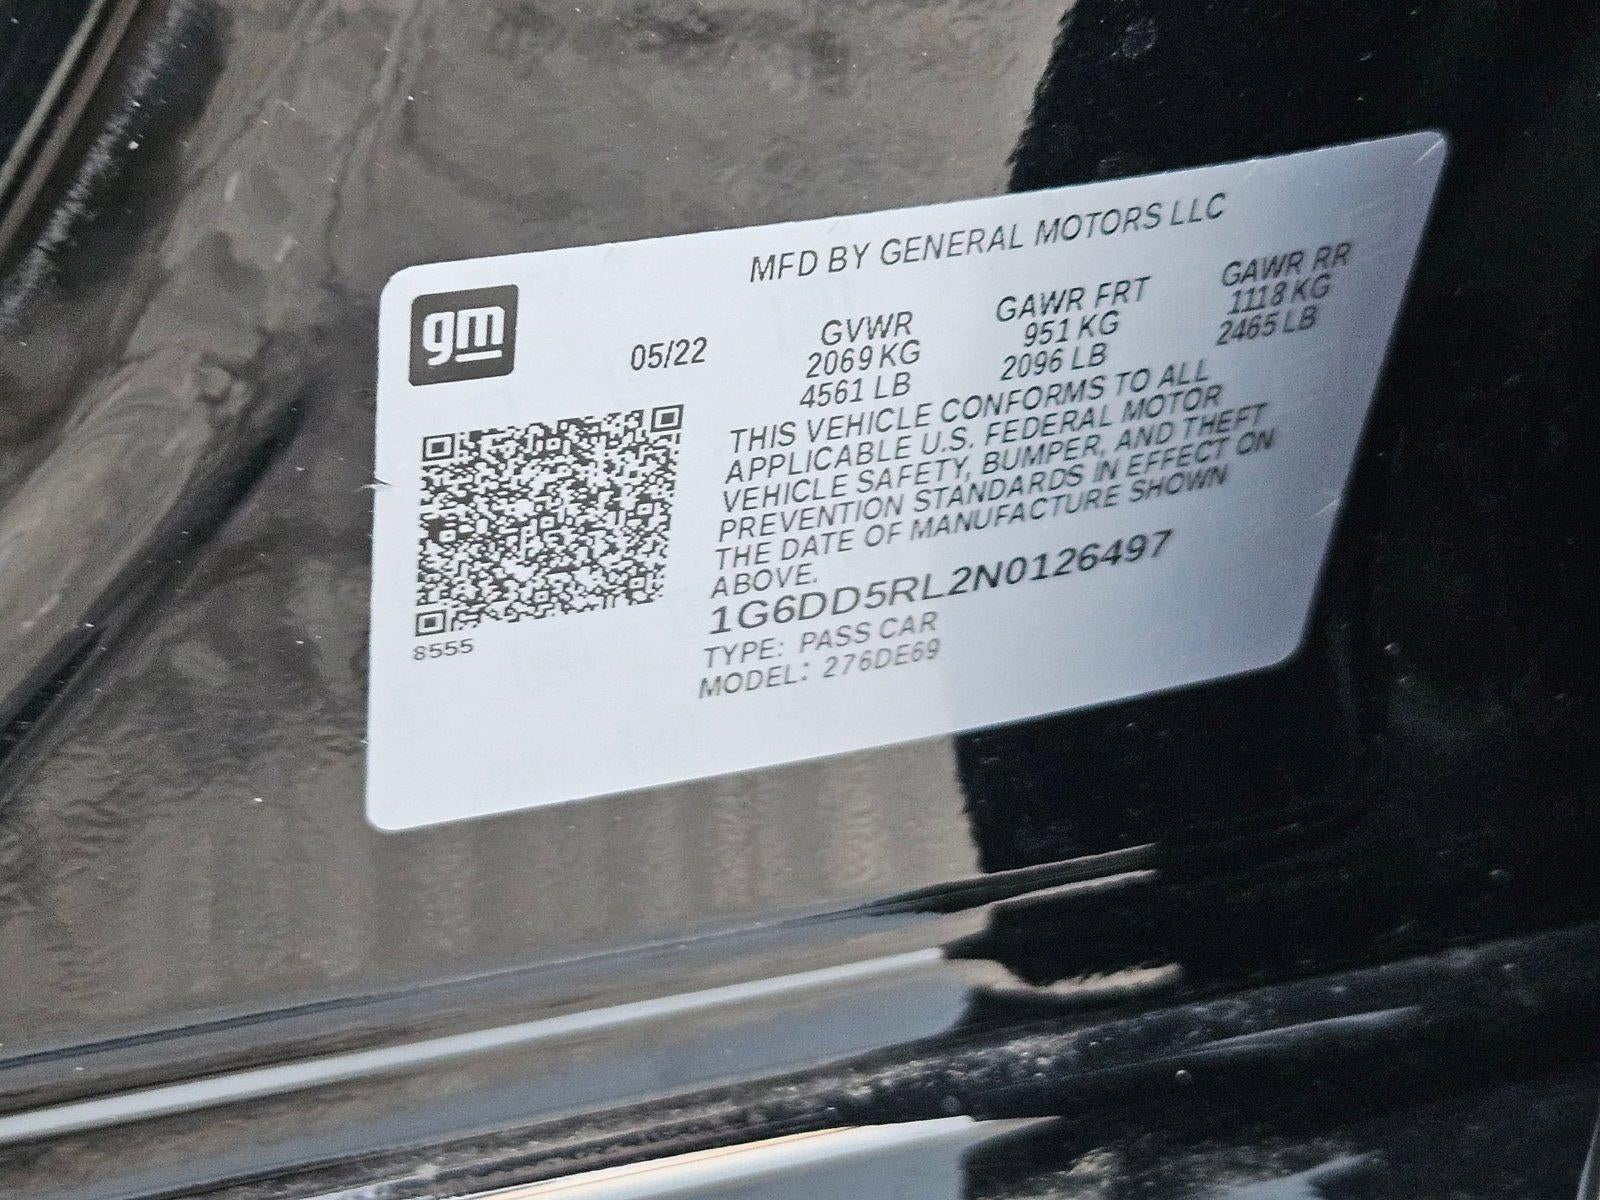 MFD BY GENERAL MOTORS LLC
gm
05/22
GVWR
2069 KG
4561 LB
GAWR FRT
951 KG
2096 LB
GAWR RR
1118 KG
2465 LB
THIS VEHICLE CONFORMS TO ALL
APPLICABLE U.S. FEDERAL MOTOR
VEHICLE SAFETY, BUMPER, AND THEFT
PREVENTION STANDARDS IN EFFECT ON
THE DATE OF MANUFACTURE SHOWN
ABOVE.
1G6DD5RL2N0126497
TYPE: PASS CAR
MODEL: 276DE69
8555